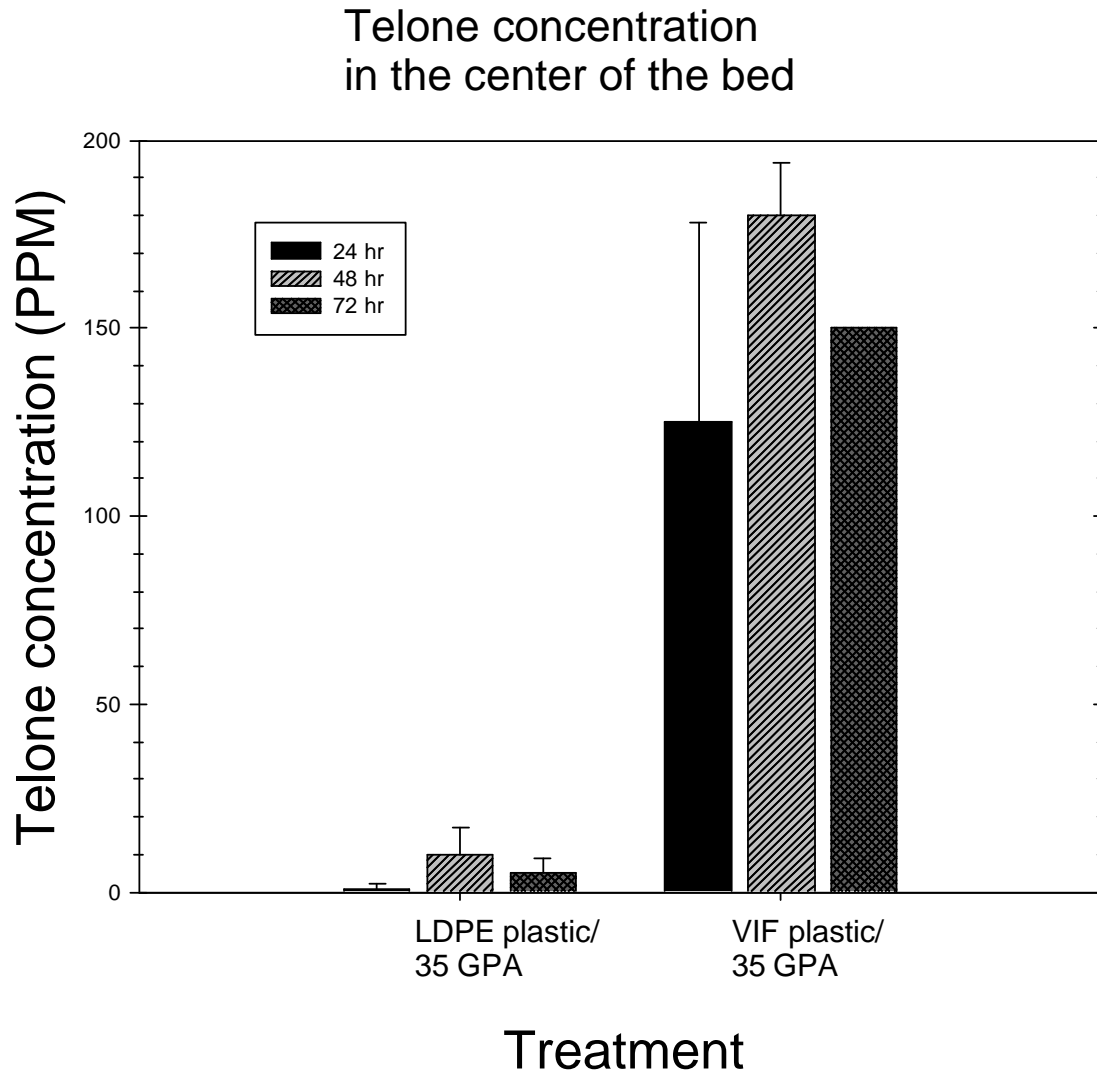 Telone concentration
in the center of the bed
Telone concentration (PPM)
200
150
100
50
0
24 hr
48 hr
72 hr
LDPE plastic/
35 GPA
VIF plastic/
35 GPA
Treatment